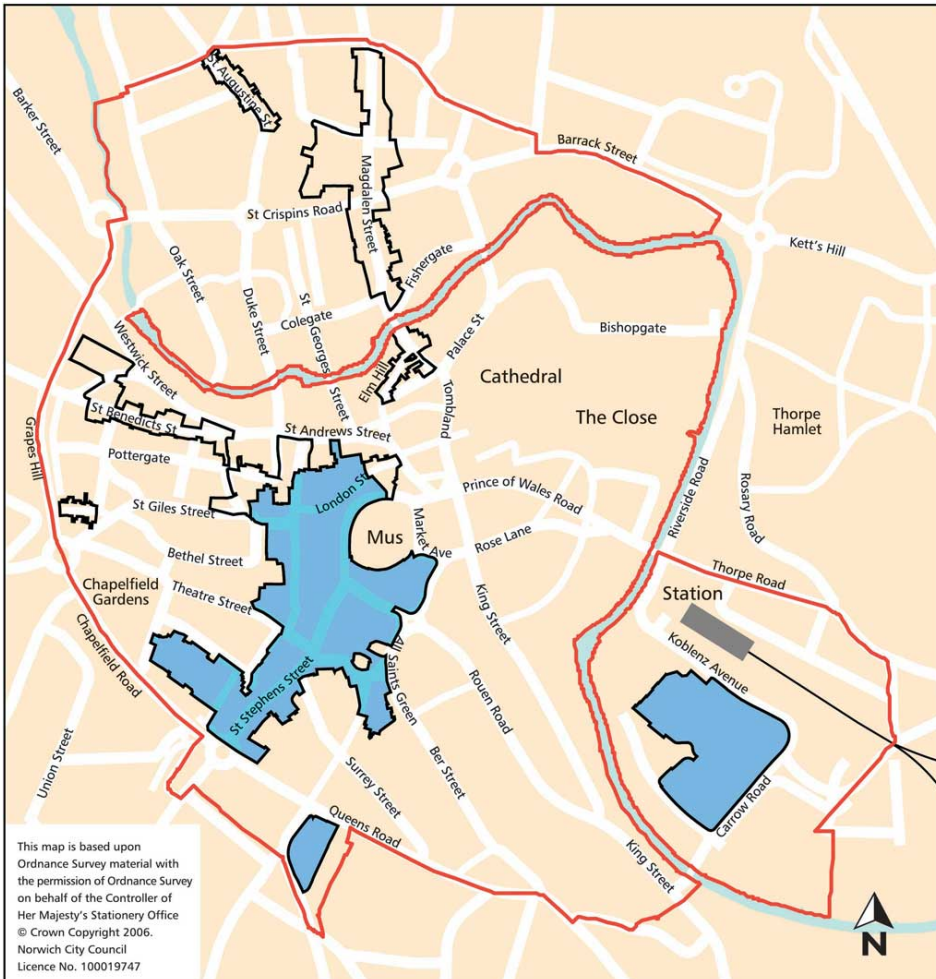 St Augustine St
Barker Street
Barrack Street
Magdalen Street
St Crispins Road
Kett's Hill
Oak Street
Fishergate
Duke Street
St Georges Street
Colegate
Palace St
Bishopgate
Westwick Street
Elm Hill
Cathedral
Tombland
The Close
Thorpe
Hamlet
St Benedicts St
St Andrews Street
Grapes Hill
Pottergate
London St
Prince of Wales Road
Riverside Road
Rosary Road
St Giles Street
Mus
Market Ave
Rose Lane
Bethel Street
Thorpe Road
Chapelfield
Gardens
Theatre Street
Station
King Street
Koblenz Avenue
Chapelfield Road
All Saints Green
St Stephens Street
Rouen Road
Union Street
Surrey Street
Ber Street
Carrow Road
Queens Road
King Street
This map is based upon
Ordnance Survey material with
the permission of Ordnance Survey
on behalf of the Controller of
Her Majesty's Stationery Office
© Crown Copyright 2006.
Norwich City Council
Licence No. 100019747
N